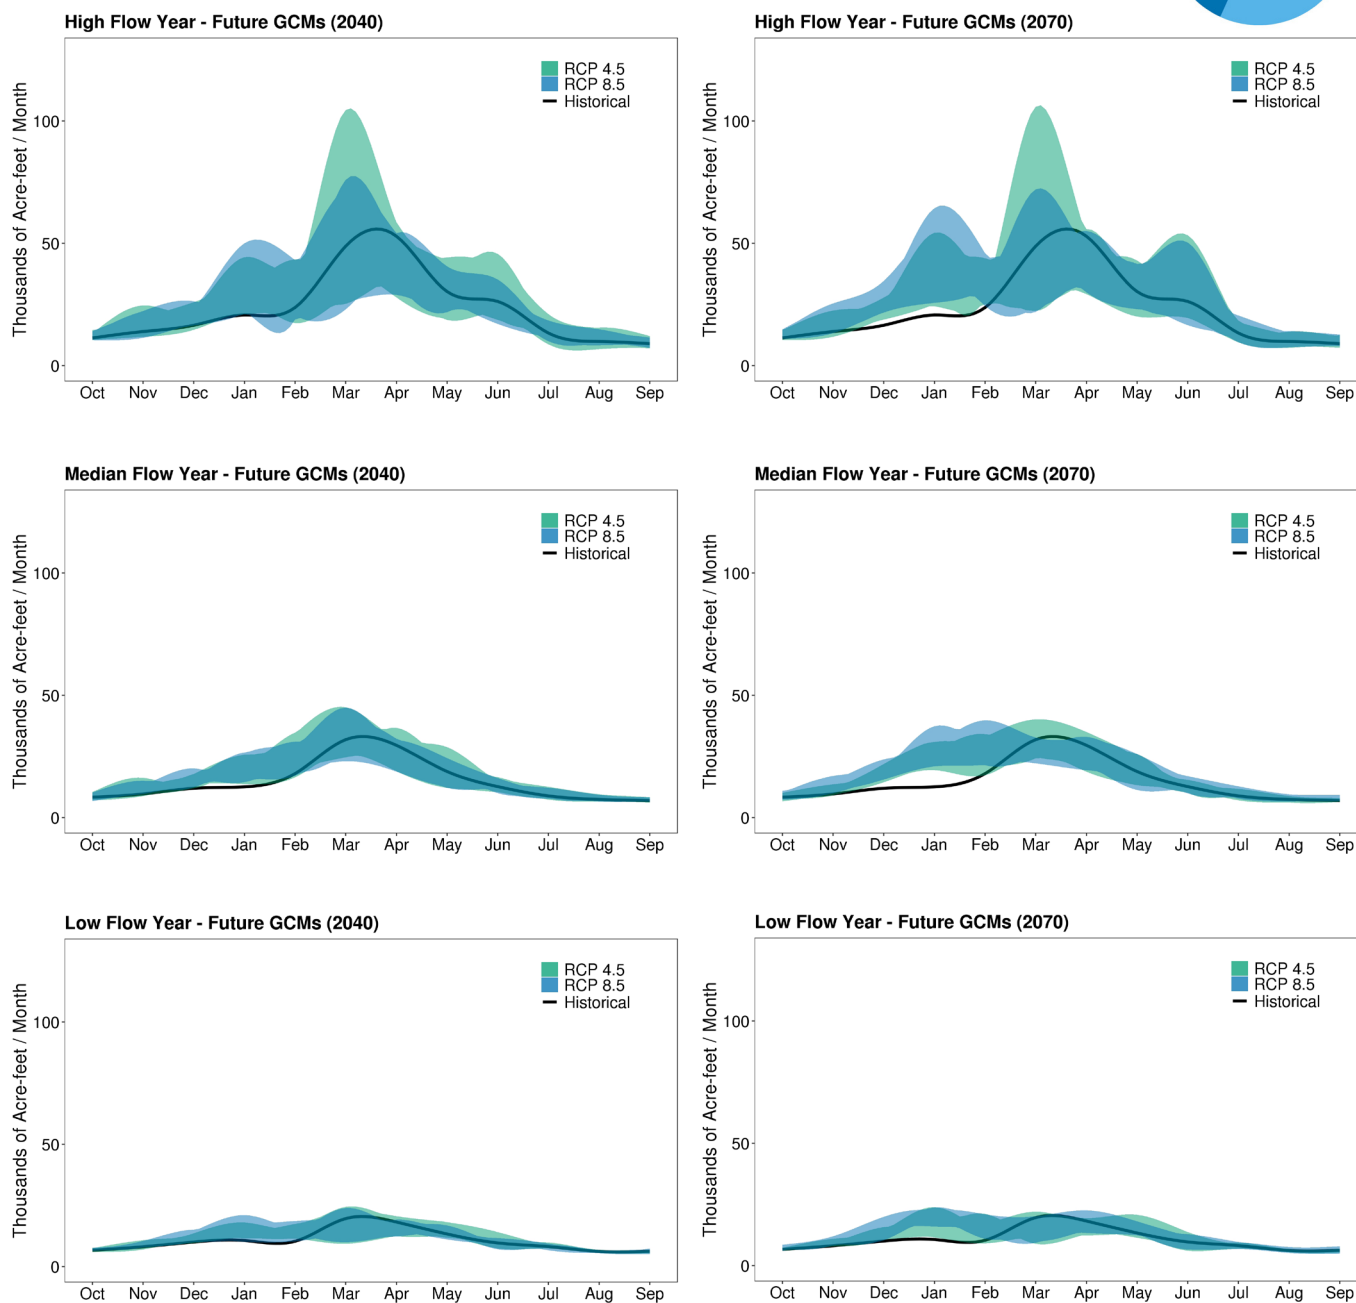 High Flow Year - Future GCMs (2040)
Thousands of Acre-feet / Month
100
50
0
RCP 4.5
RCP 8.5
Historical
Oct Nov Dec Jan Feb Mar Apr May Jun Jul Aug Sep
High Flow Year - Future GCMs (2070)
Thousands of Acre-feet / Month
100
50
0
RCP 4.5
RCP 8.5
Historical
Oct Nov Dec Jan Feb Mar Apr May Jun Jul Aug Sep
Median Flow Year - Future GCMs (2040)
Thousands of Acre-feet / Month
100
50
0
RCP 4.5
RCP 8.5
Historical
Oct Nov Dec Jan Feb Mar Apr May Jun Jul Aug Sep
Median Flow Year - Future GCMs (2070)
Thousands of Acre-feet / Month
100
50
0
RCP 4.5
RCP 8.5
Historical
Oct Nov Dec Jan Feb Mar Apr May Jun Jul Aug Sep
Low Flow Year - Future GCMs (2040)
Thousands of Acre-feet / Month
100
50
0
RCP 4.5
RCP 8.5
Historical
Oct Nov Dec Jan Feb Mar Apr May Jun Jul Aug Sep
Low Flow Year - Future GCMs (2070)
Thousands of Acre-feet / Month
100
50
0
RCP 4.5
RCP 8.5
Historical
Oct Nov Dec Jan Feb Mar Apr May Jun Jul Aug Sep